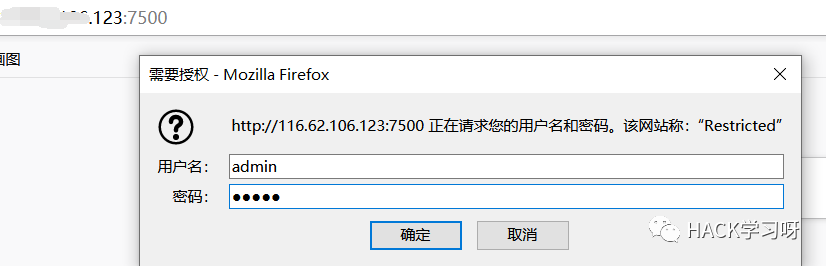 .123:7500
画图
需要授权 - Mozilla Firefox
http://116.62.106.123:7500 正在请求您的用户名和密码。该网站称：“Restricted”
用户名： admin
密码： ●●●●●
确定 取消
HACK学习呀